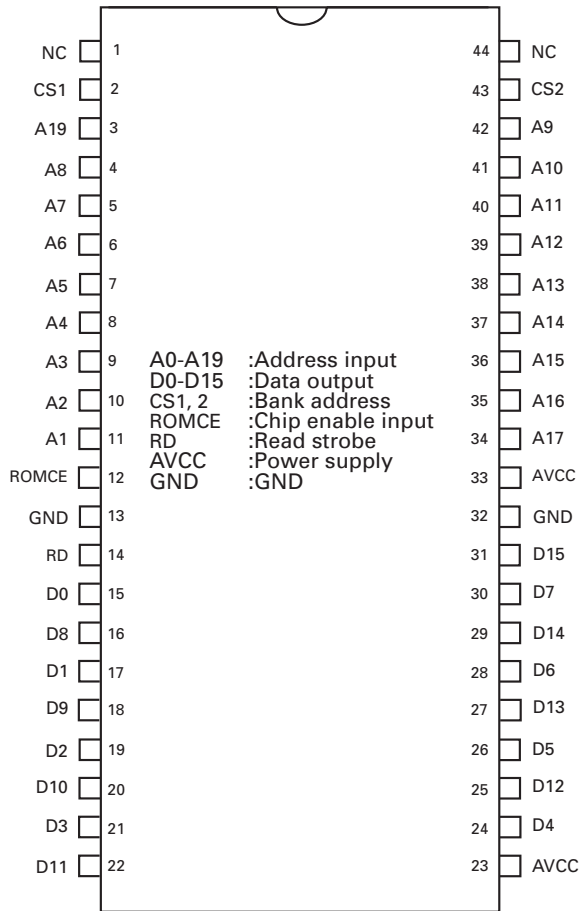 NC 1 44 NC
CS1 2 43 CS2
A19 3 42 A9
A8 4 41 A10
A7 5 40 A11
A6 6 39 A12
A5 7 38 A13
A4 8 37 A14
A3 9 36 A15
A2 10 35 A16
A1 11 34 A17
ROMCE 12 33 AVCC
GND 13 32 GND
RD 14 31 D15
D0 15 30 D7
D8 16 29 D14
D1 17 28 D6
D9 18 27 D13
D2 19 26 D5
D10 20 25 D12
D3 21 24 D4
D11 22 23 AVCC
A0-A19 :Address input
D0-D15 :Data output
CS1, 2 :Bank address
ROMCE :Chip enable input
RD :Read strobe
AVCC :Power supply
GND :GND